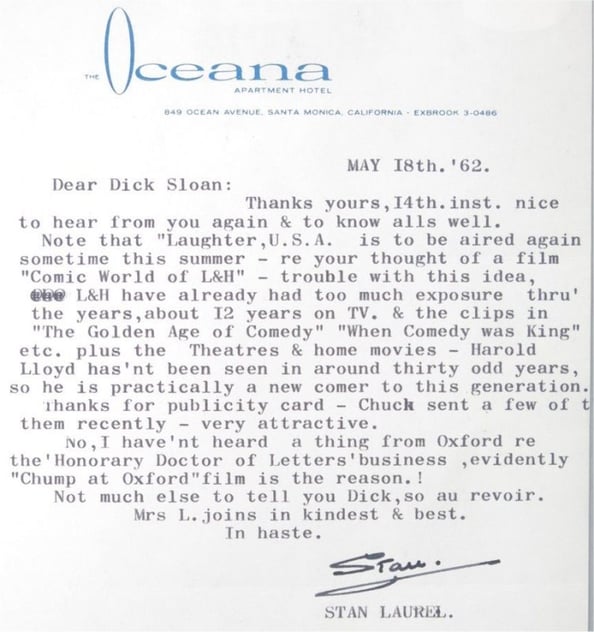 THE Oceana
APARTMENT HOTEL
849 OCEAN AVENUE, SANTA MONICA, CALIFORNIA · EXBROOK 3-0486
MAY I8th.'62.
Dear Dick Sloan:
Thanks yours,I4th.inst. nice
to hear from you again & to know alls well.
Note that "Laughter,U.S.A. is to be aired again
sometime this summer - re your thought of a film
"Comic World of L&H" - trouble with this idea,
L&H have already had too much exposure thru'
the years,about I2 years on TV. & the clips in
"The Golden Age of Comedy" "When Comedy was King"
etc. plus the Theatres & home movies - Harold
Lloyd has'nt been seen in around thirty odd years,
so he is practically a new comer to this generation.
Thanks for publicity card - Chuck sent a few of t
them recently - very attractive.
No,I have'nt heard a thing from Oxford re
the'Honorary Doctor of Letters'business ,evidently
"Chump at Oxford"film is the reason.!
Not much else to tell you Dick,so au revoir.
Mrs L.joins in kindest & best.
In haste.
Stan.
STAN LAUREL.